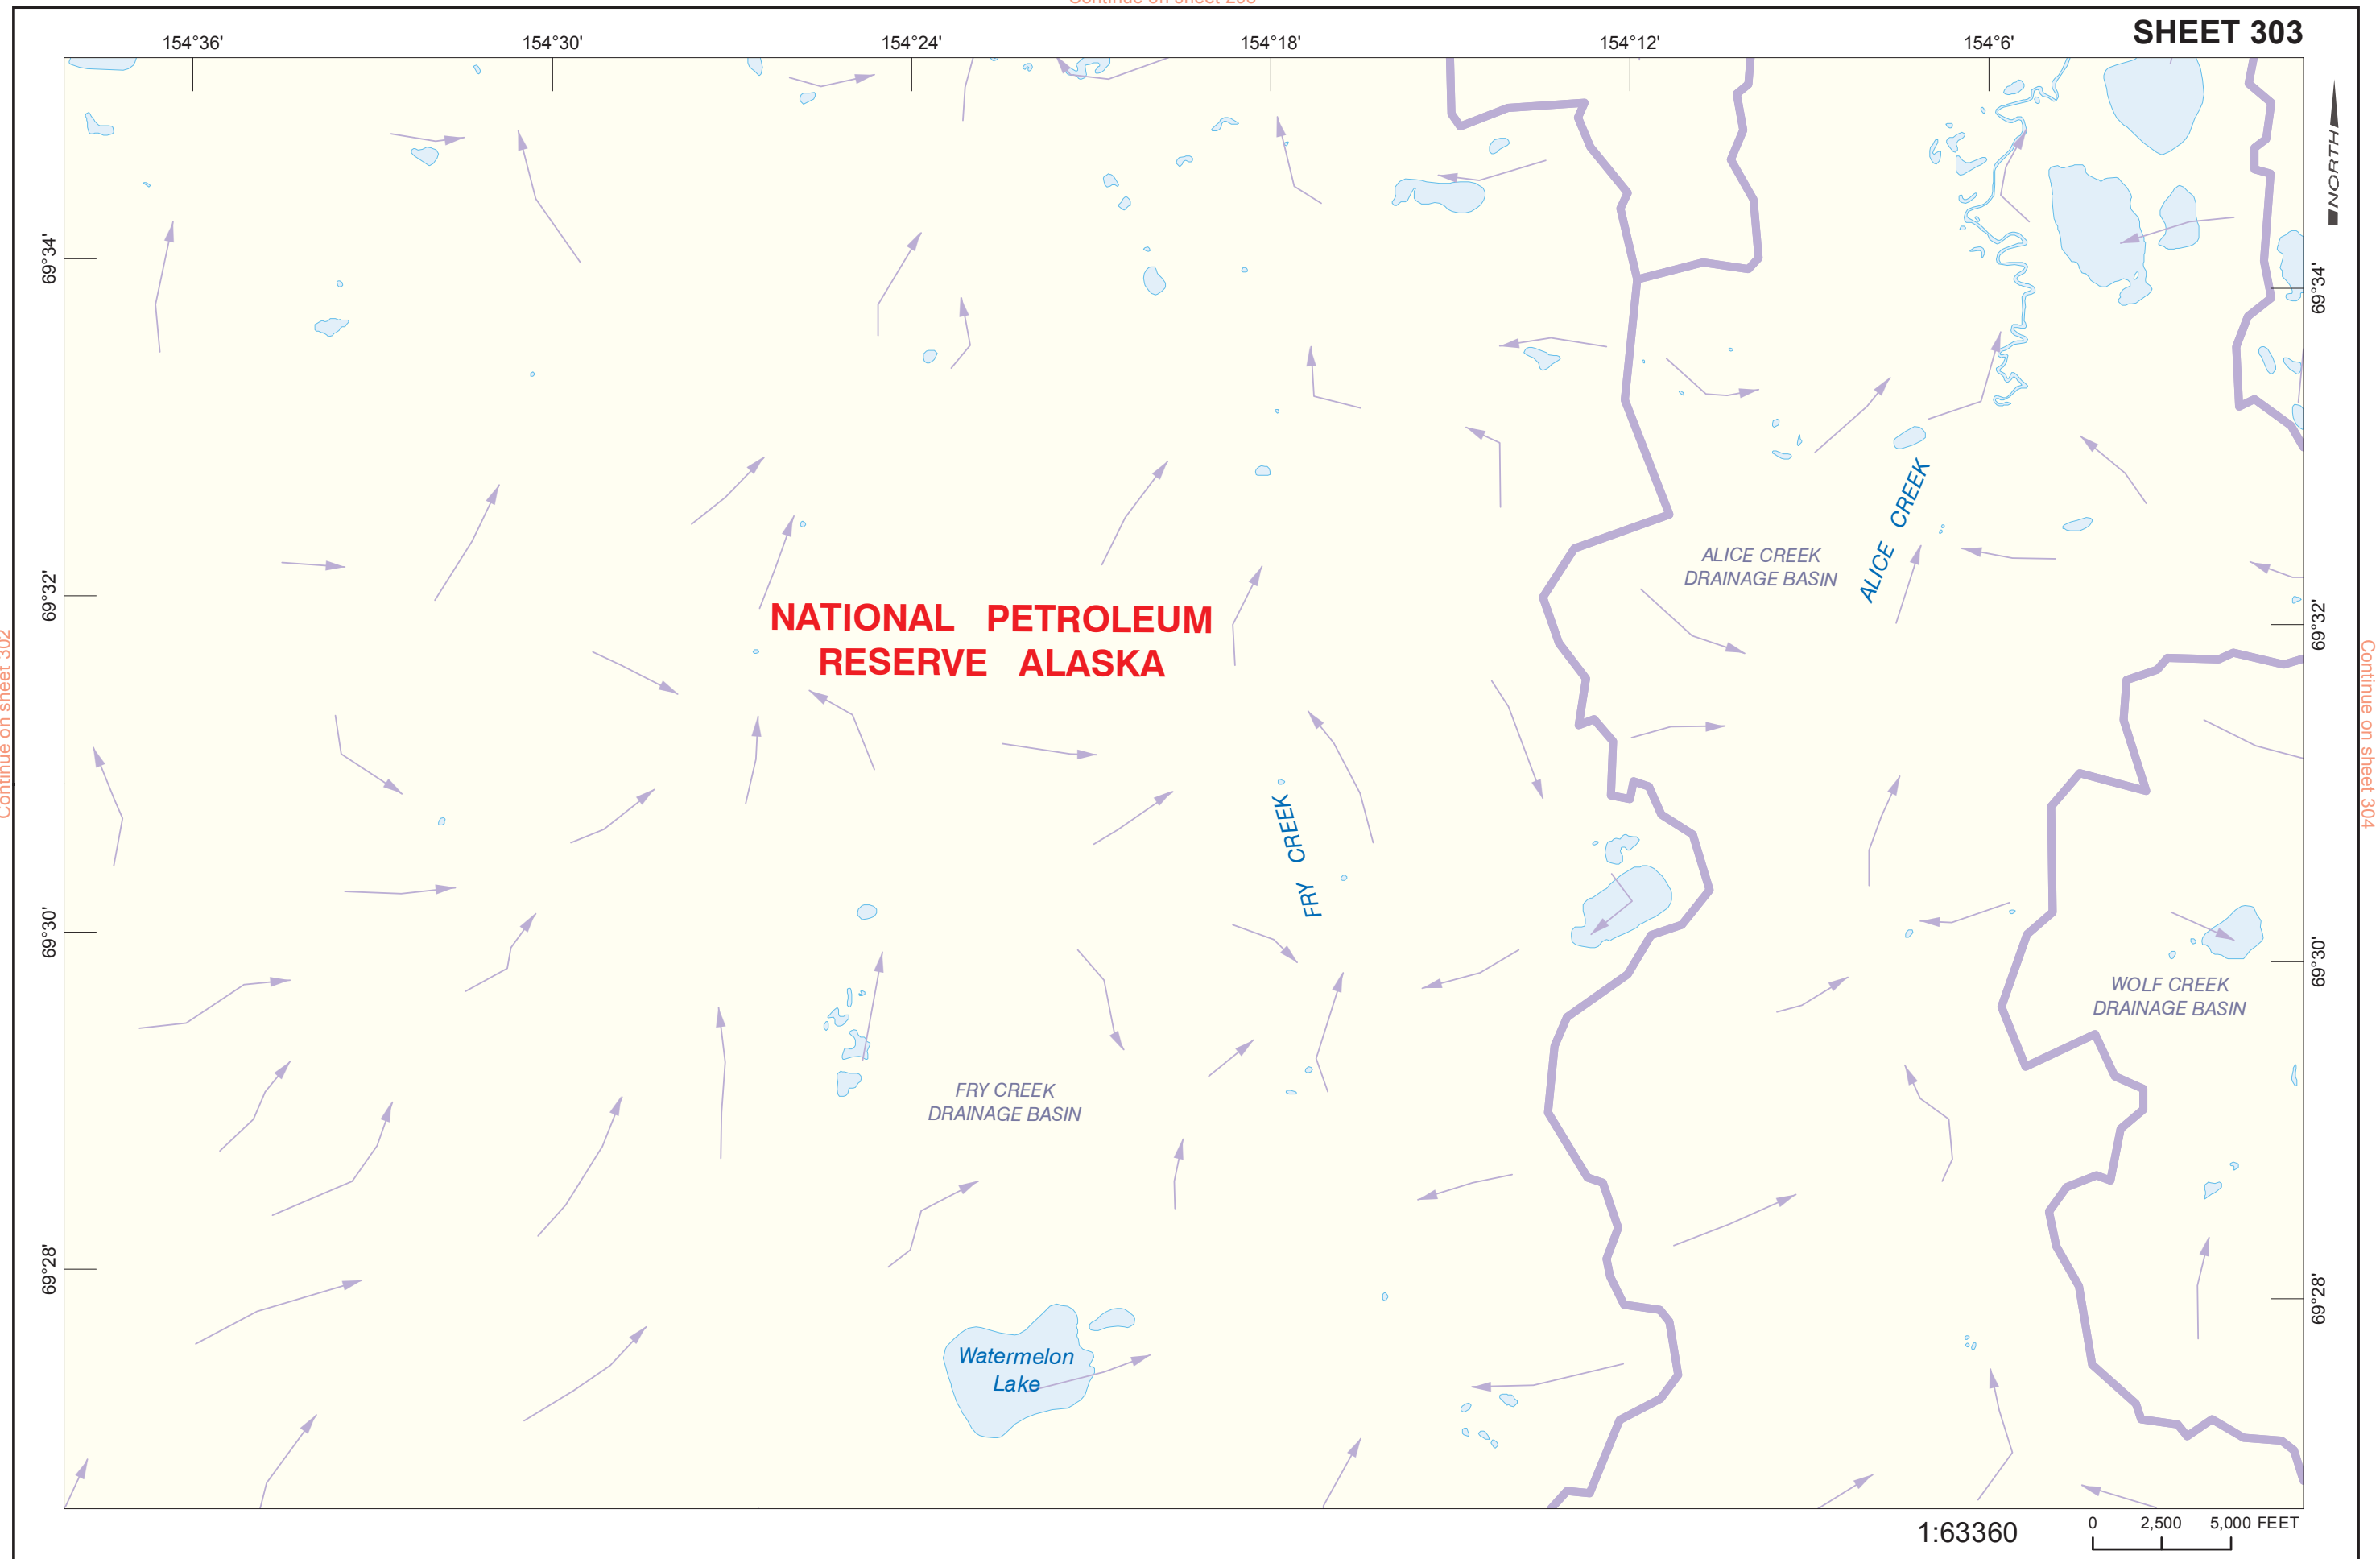 SHEET 303
154°36'
154°30'
154°24'
154°18'
154°12'
154°6'
NORTH
69°34'
69°34'
ALICE CREEK
ALICE CREEK
DRAINAGE BASIN
69°32'
69°32'
NATIONAL PETROLEUM
RESERVE ALASKA
Continue on sheet 302
Continue on sheet 304
FRY CREEK
69°30'
69°30'
WOLF CREEK
DRAINAGE BASIN
FRY CREEK
DRAINAGE BASIN
69°28'
69°28'
Watermelon
Lake
1:63360
0 2,500 5,000 FEET